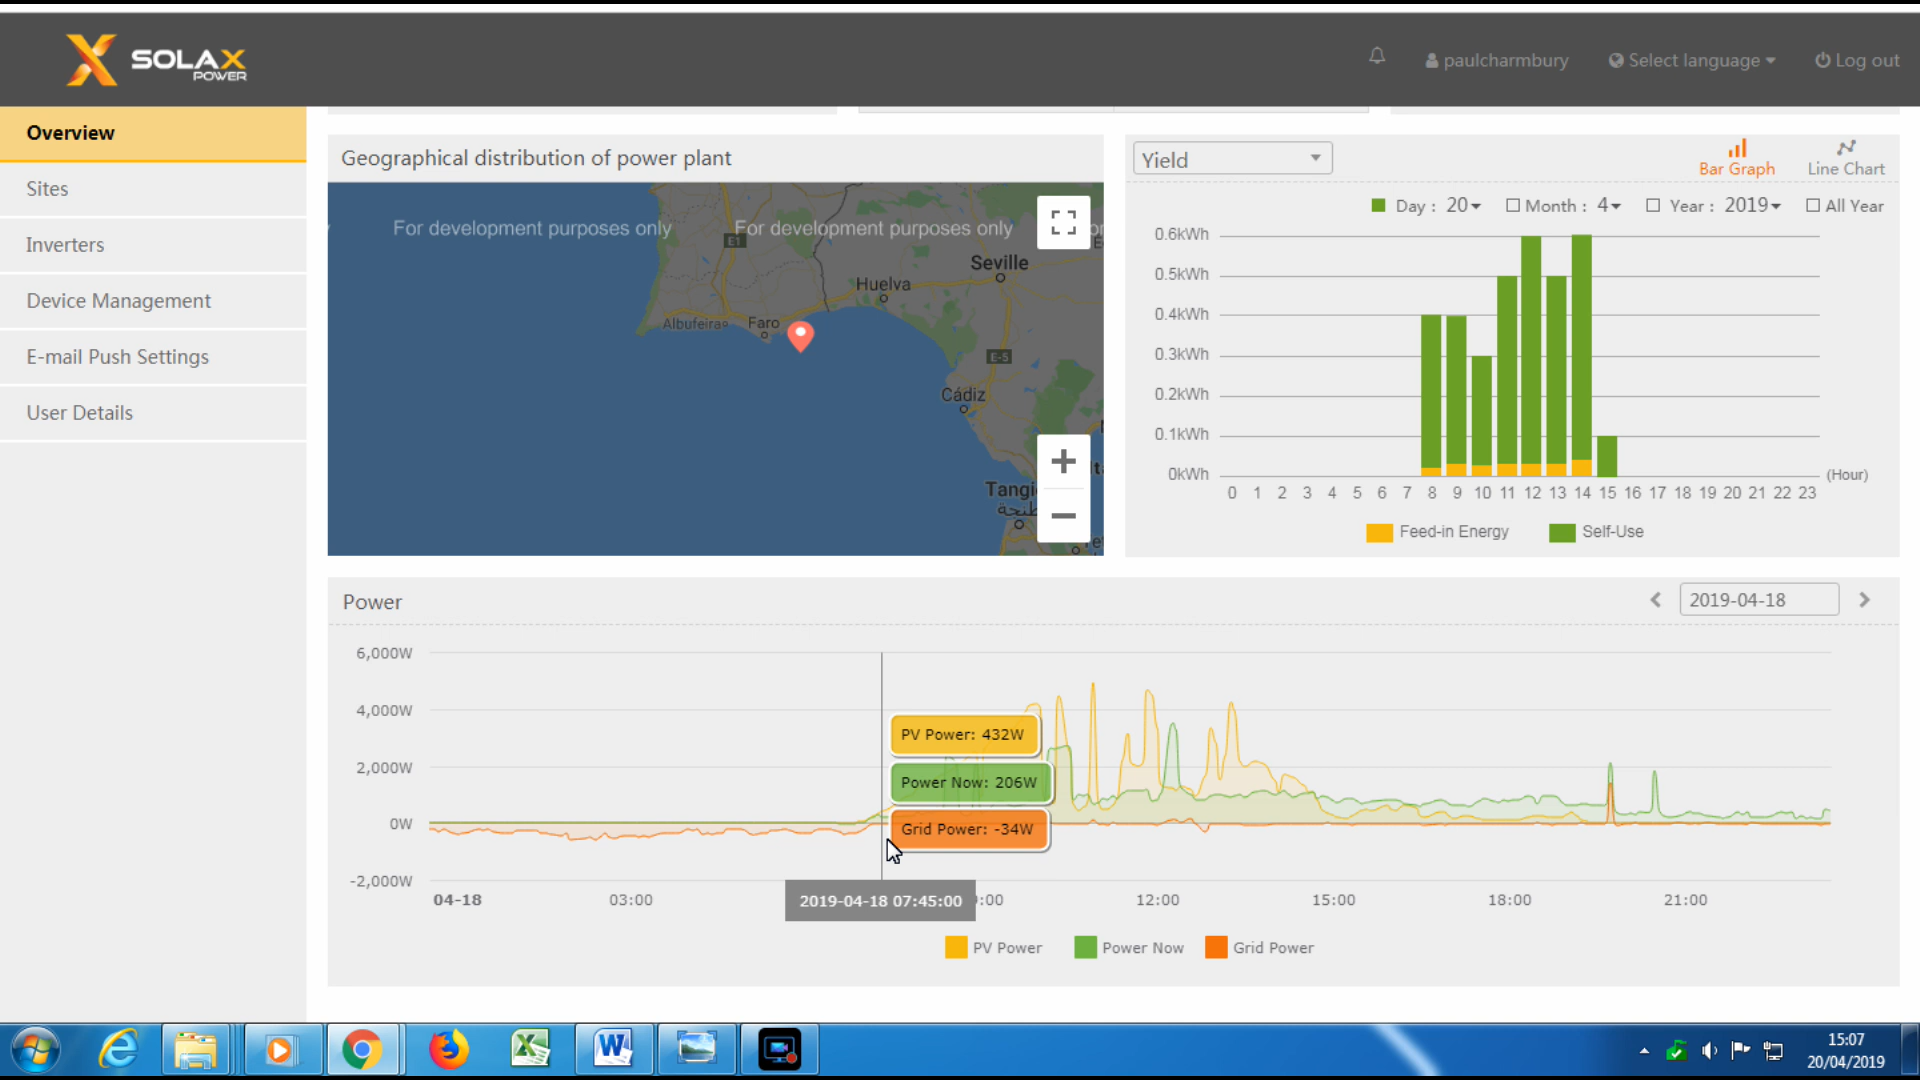 SOLAX
POWER
paulcharmbury
Select language
Log out
Overview
Sites
Inverters
Device Management
E-mail Push Settings
User Details
Geographical distribution of power plant
For development purposes only
For development purposes only
E1
Seville
Huelva
Albufeira
Faro
E-5
Cádiz
Yield
Bar Graph
Line Chart
Day : 20
Month : 4
Year : 2019
All Year
0.6kWh
0.5kWh
0.4kWh
0.3kWh
0.2kWh
0.1kWh
0kWh
(Hour)
0 1 2 3 4 5 6 7 8 9 10 11 12 13 14 15 16 17 18 19 20 21 22 23
Feed-in Energy
Self-Use
Power
2019-04-18
6,000W
4,000W
2,000W
0W
-2,000W
PV Power: 432W
Power Now: 206W
Grid Power: -34W
04-18
03:00
2019-04-18 07:45:00
:00
12:00
15:00
18:00
21:00
PV Power
Power Now
Grid Power
15:07
20/04/2019